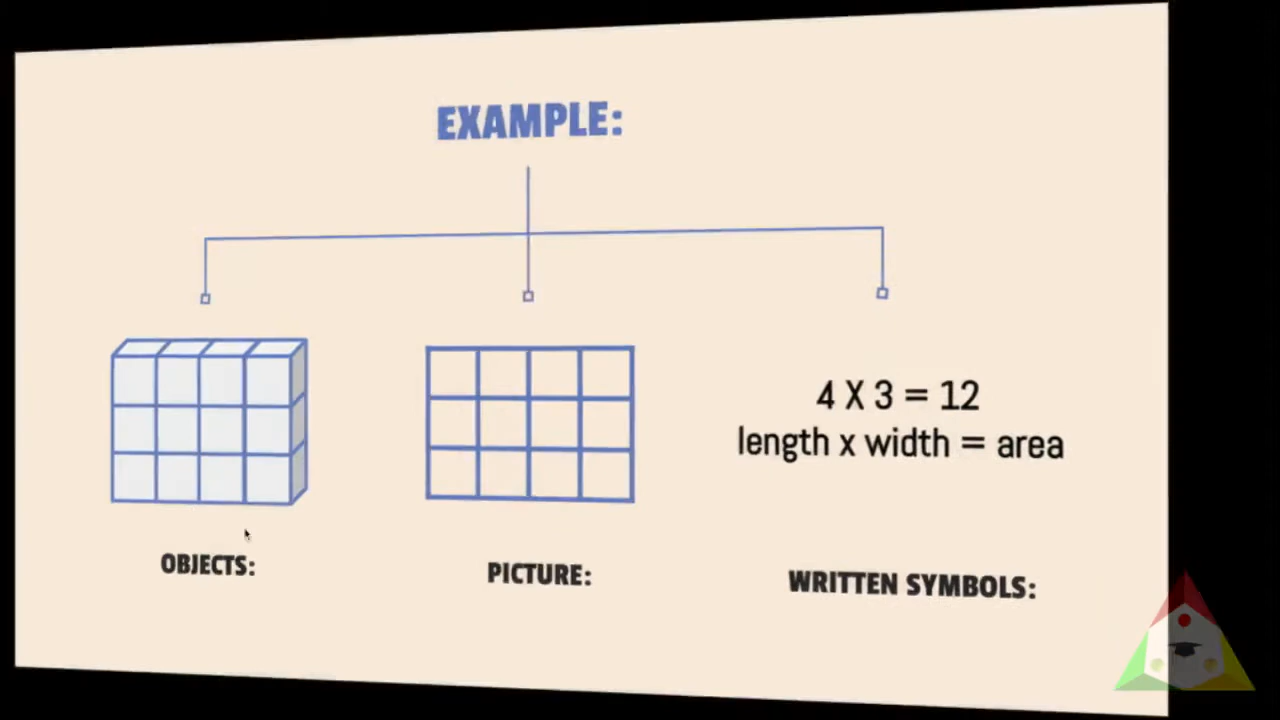 EXAMPLE:
4 X 3 = 12
length x width = area
OBJECTS:
PICTURE:
WRITTEN SYMBOLS: